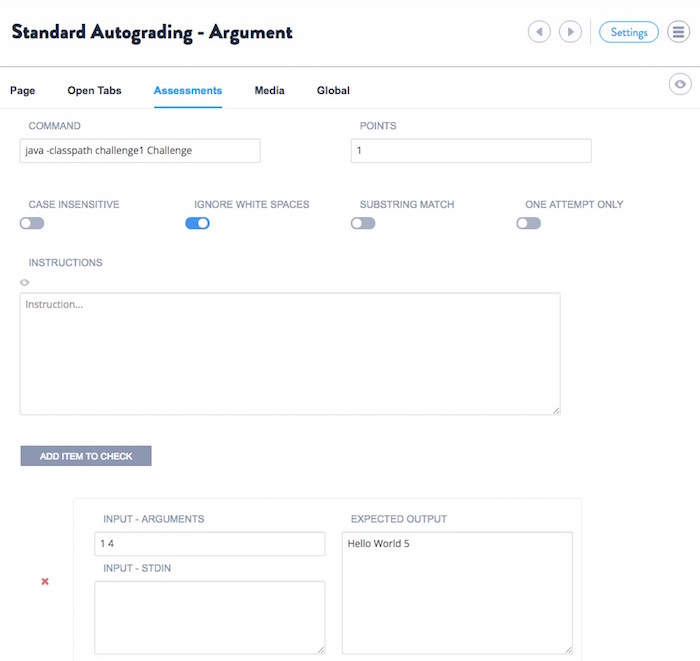 Standard Autograding - Argument
Settings
Page Open Tabs Assessments Media Global
COMMAND POINTS
java -classpath challenge1 Challenge 1
CASE INSENSITIVE IGNORE WHITE SPACES SUBSTRING MATCH ONE ATTEMPT ONLY
INSTRUCTIONS
Instruction...
ADD ITEM TO CHECK
INPUT - ARGUMENTS EXPECTED OUTPUT
1 4 Hello World 5
INPUT - STDIN